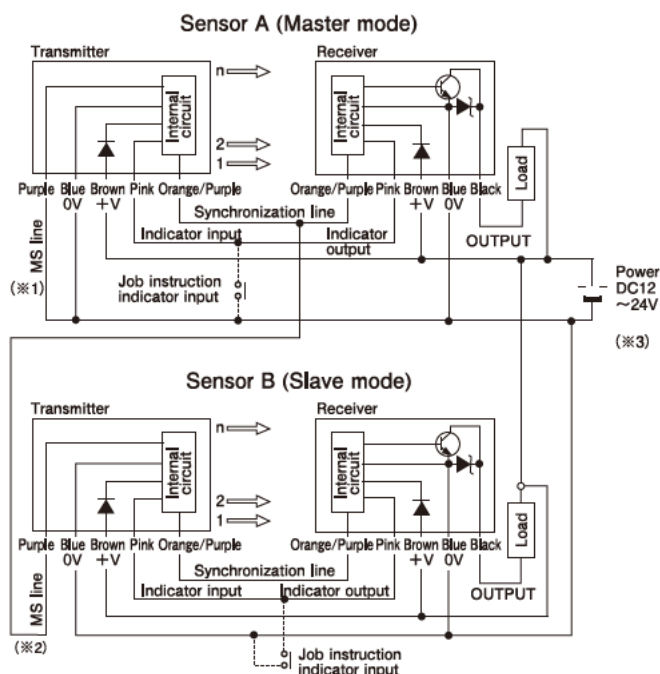 Sensor A (Master mode)
Transmitter
Receiver
n
Internal
circuit
2
1
Internal
circuit
Load
Purple Blue Brown Pink Orange/Purple
0V +V
Orange/Purple Pink Brown Blue Black
+V 0V
Synchronization line
MS line
Indicator input
Indicator
output
OUTPUT
(※1)
Job instruction
indicator input
Power
DC12
~24V
(※3)
Sensor B (Slave mode)
Transmitter
Receiver
n
Internal
circuit
2
1
Internal
circuit
Load
Purple Blue Brown Pink Orange/Purple
0V +V
Orange/Purple Pink Brown Blue Black
+V 0V
Synchronization line
MS line
Indicator input
Indicator output
OUTPUT
(※2)
Job instruction
indicator input